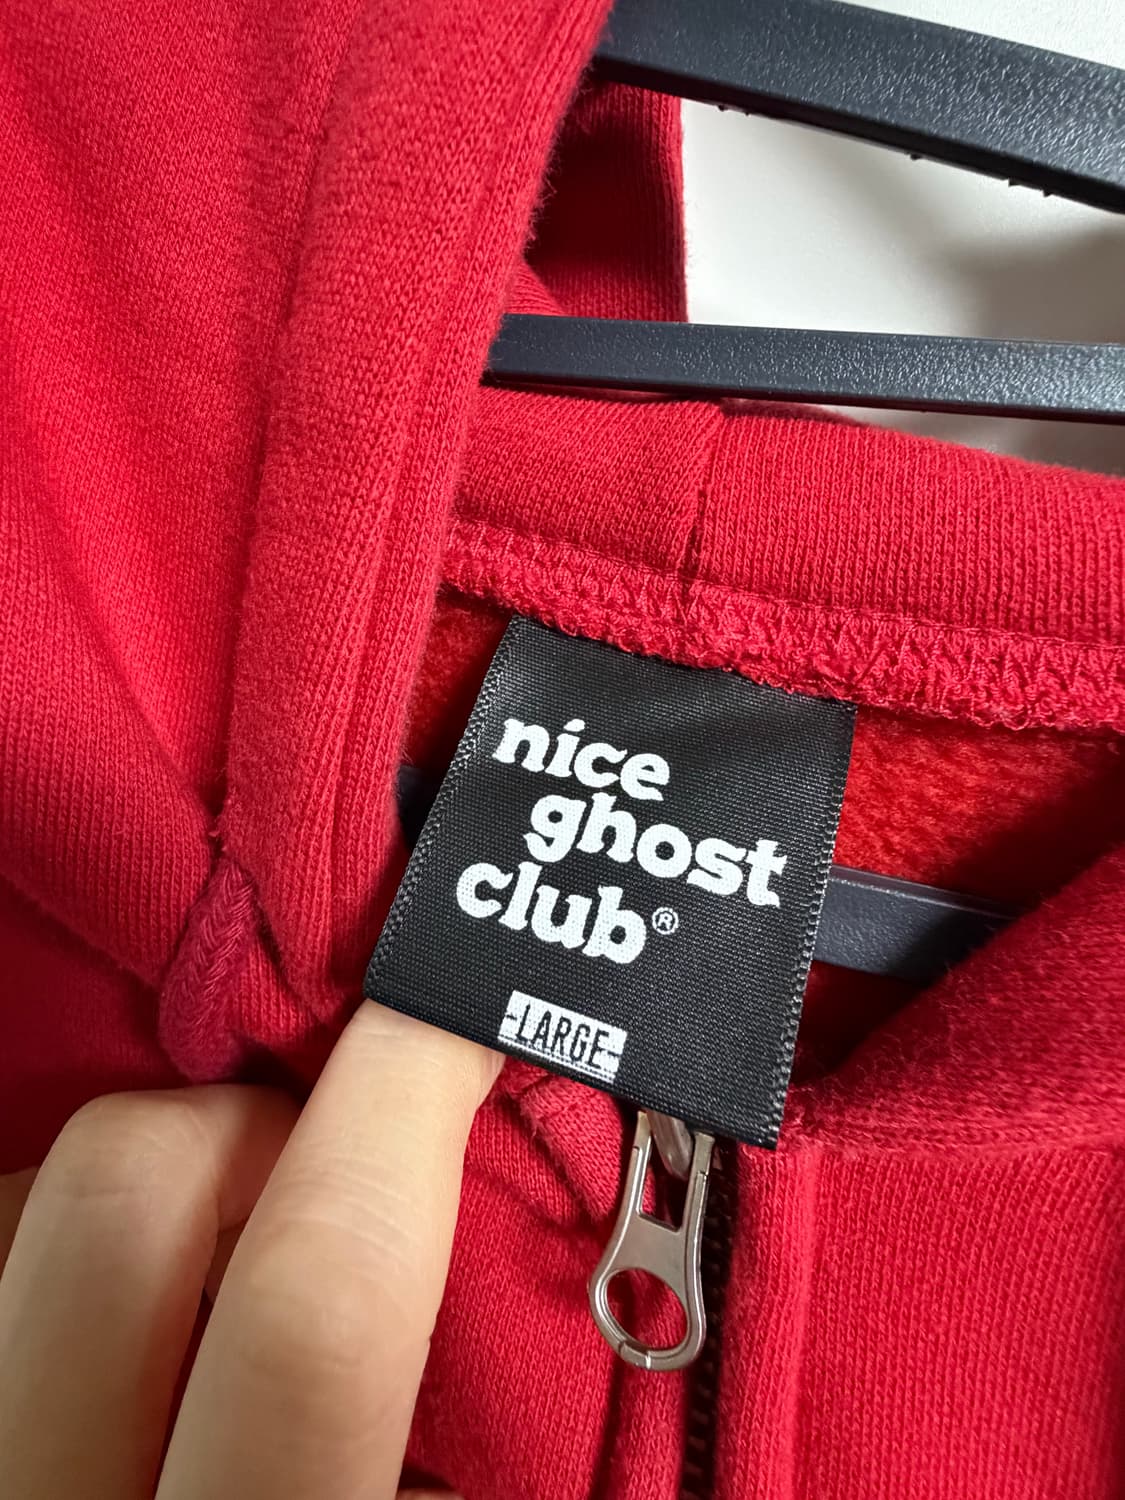 nice
ghost
club®
-LARGE-